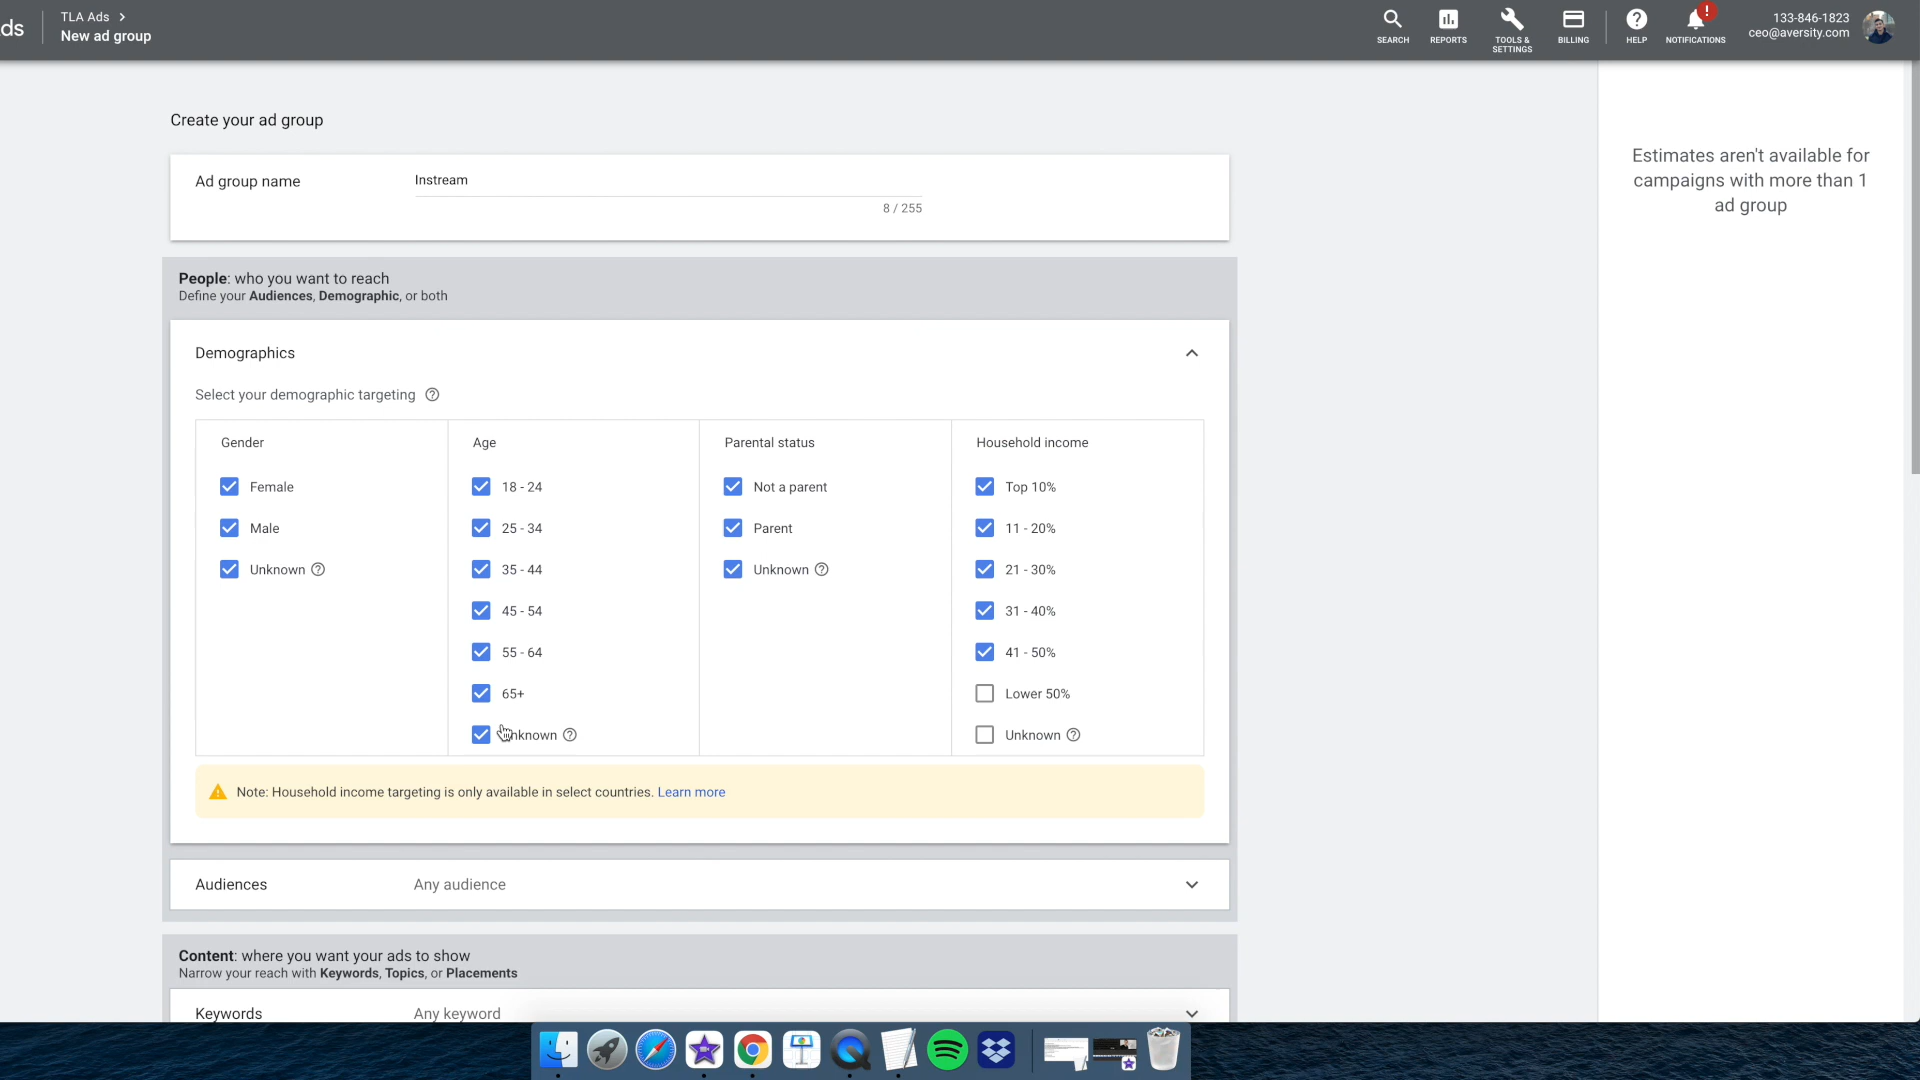 ds
TLA Ads
New ad group
SEARCH
REPORTS
TOOLS &
SETTINGS
BILLING
HELP
!
NOTIFICATIONS
133-846-1823
ceo@aversity.com
Create your ad group
Ad group name
Instream
8 / 255
Estimates aren't available for
campaigns with more than 1
ad group
People: who you want to reach
Define your Audiences, Demographic, or both
Demographics
Select your demographic targeting
Gender
Female
Male
Unknown
Age
18 - 24
25 - 34
35 - 44
45 - 54
55 - 64
65+
Unknown
Parental status
Not a parent
Parent
Unknown
Household income
Top 10%
11 - 20%
21 - 30%
31 - 40%
41 - 50%
Lower 50%
Unknown
Note: Household income targeting is only available in select countries. Learn more
Audiences
Any audience
Content: where you want your ads to show
Narrow your reach with Keywords, Topics, or Placements
Keywords
Any keyword